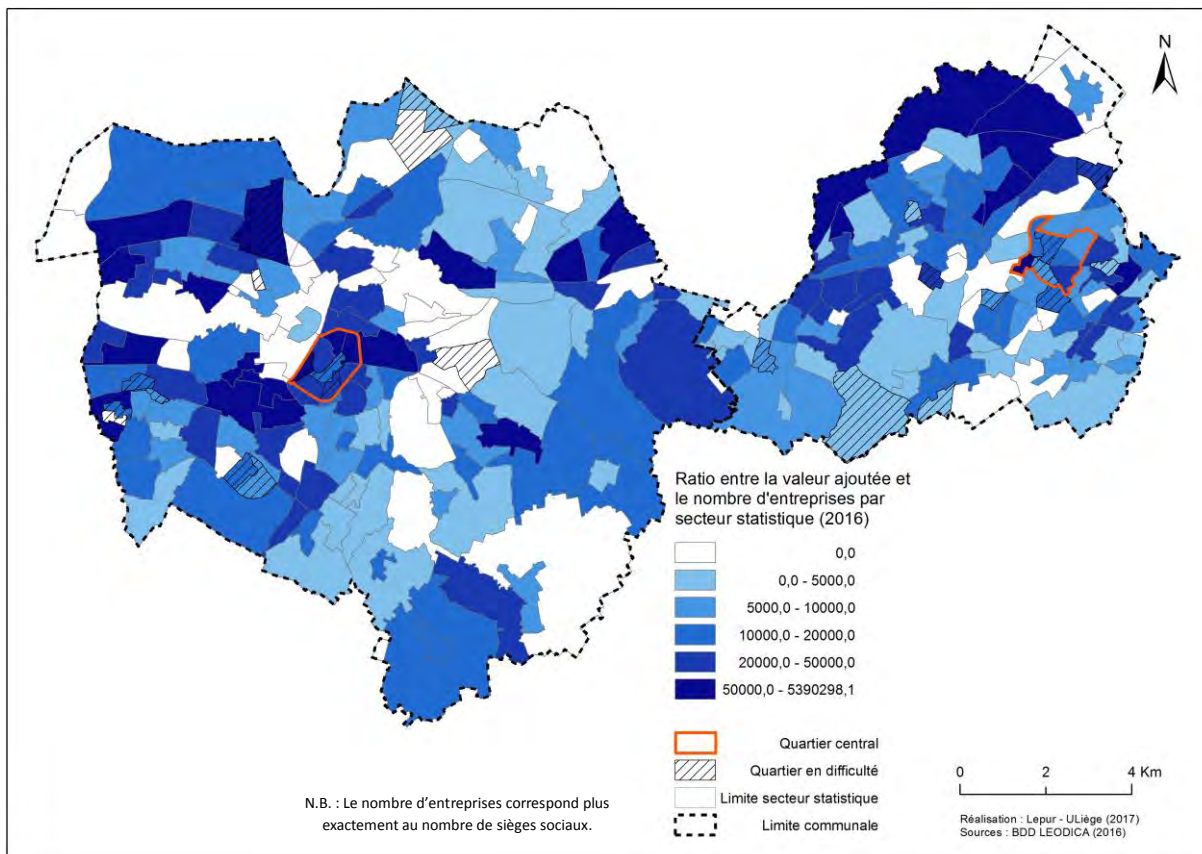 N
Ratio entre la valeur ajoutée et
le nombre d'entreprises par
secteur statistique (2016)
0,0
0,0 - 5000,0
5000,0 - 10000,0
10000,0 - 20000,0
20000,0 - 50000,0
50000,0 - 5390298,1
Quartier central
Quartier en difficulté
Limite secteur statistique
Limite communale
N.B. : Le nombre d’entreprises correspond plus
exactement au nombre de sièges sociaux.
0 2 4 Km
Réalisation : Lepur - ULiège (2017)
Sources : BDD LEODICA (2016)